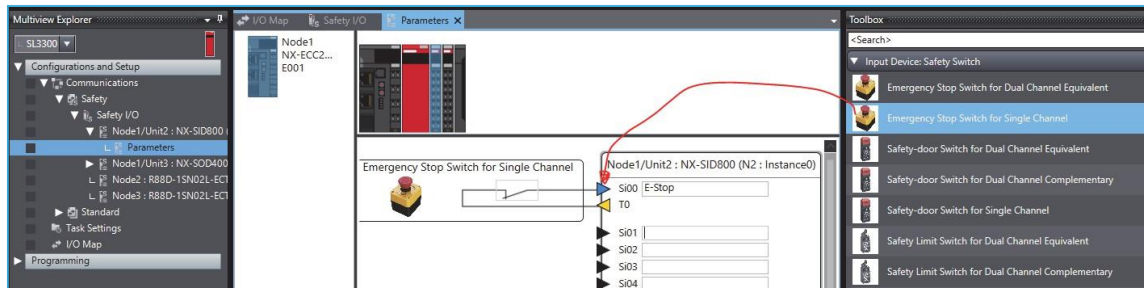 Multiview Explorer
SL3300
Configurations and Setup
Communications
Safety
Safety I/O
Node1/Unit2 : NX-SID800 (
Parameters
Node1/Unit3 : NX-SOD400
Node2 : R88D-1SN02L-ECT
Node3 : R88D-1SN02L-ECT
Standard
Task Settings
I/O Map
Programming
I/O Map
Safety I/O
Parameters
Node1
NX-ECC2...
E001
Emergency Stop Switch for Single Channel
Node1/Unit2 : NX-SID800 (N2 : Instance0)
Si00 E-Stop
T0
Si01
Si02
Si03
Si04
Toolbox
<Search>
Input Device: Safety Switch
Emergency Stop Switch for Dual Channel Equivalent
Emergency Stop Switch for Single Channel
Safety-door Switch for Dual Channel Equivalent
Safety-door Switch for Dual Channel Complementary
Safety-door Switch for Single Channel
Safety Limit Switch for Dual Channel Equivalent
Safety Limit Switch for Dual Channel Complementary